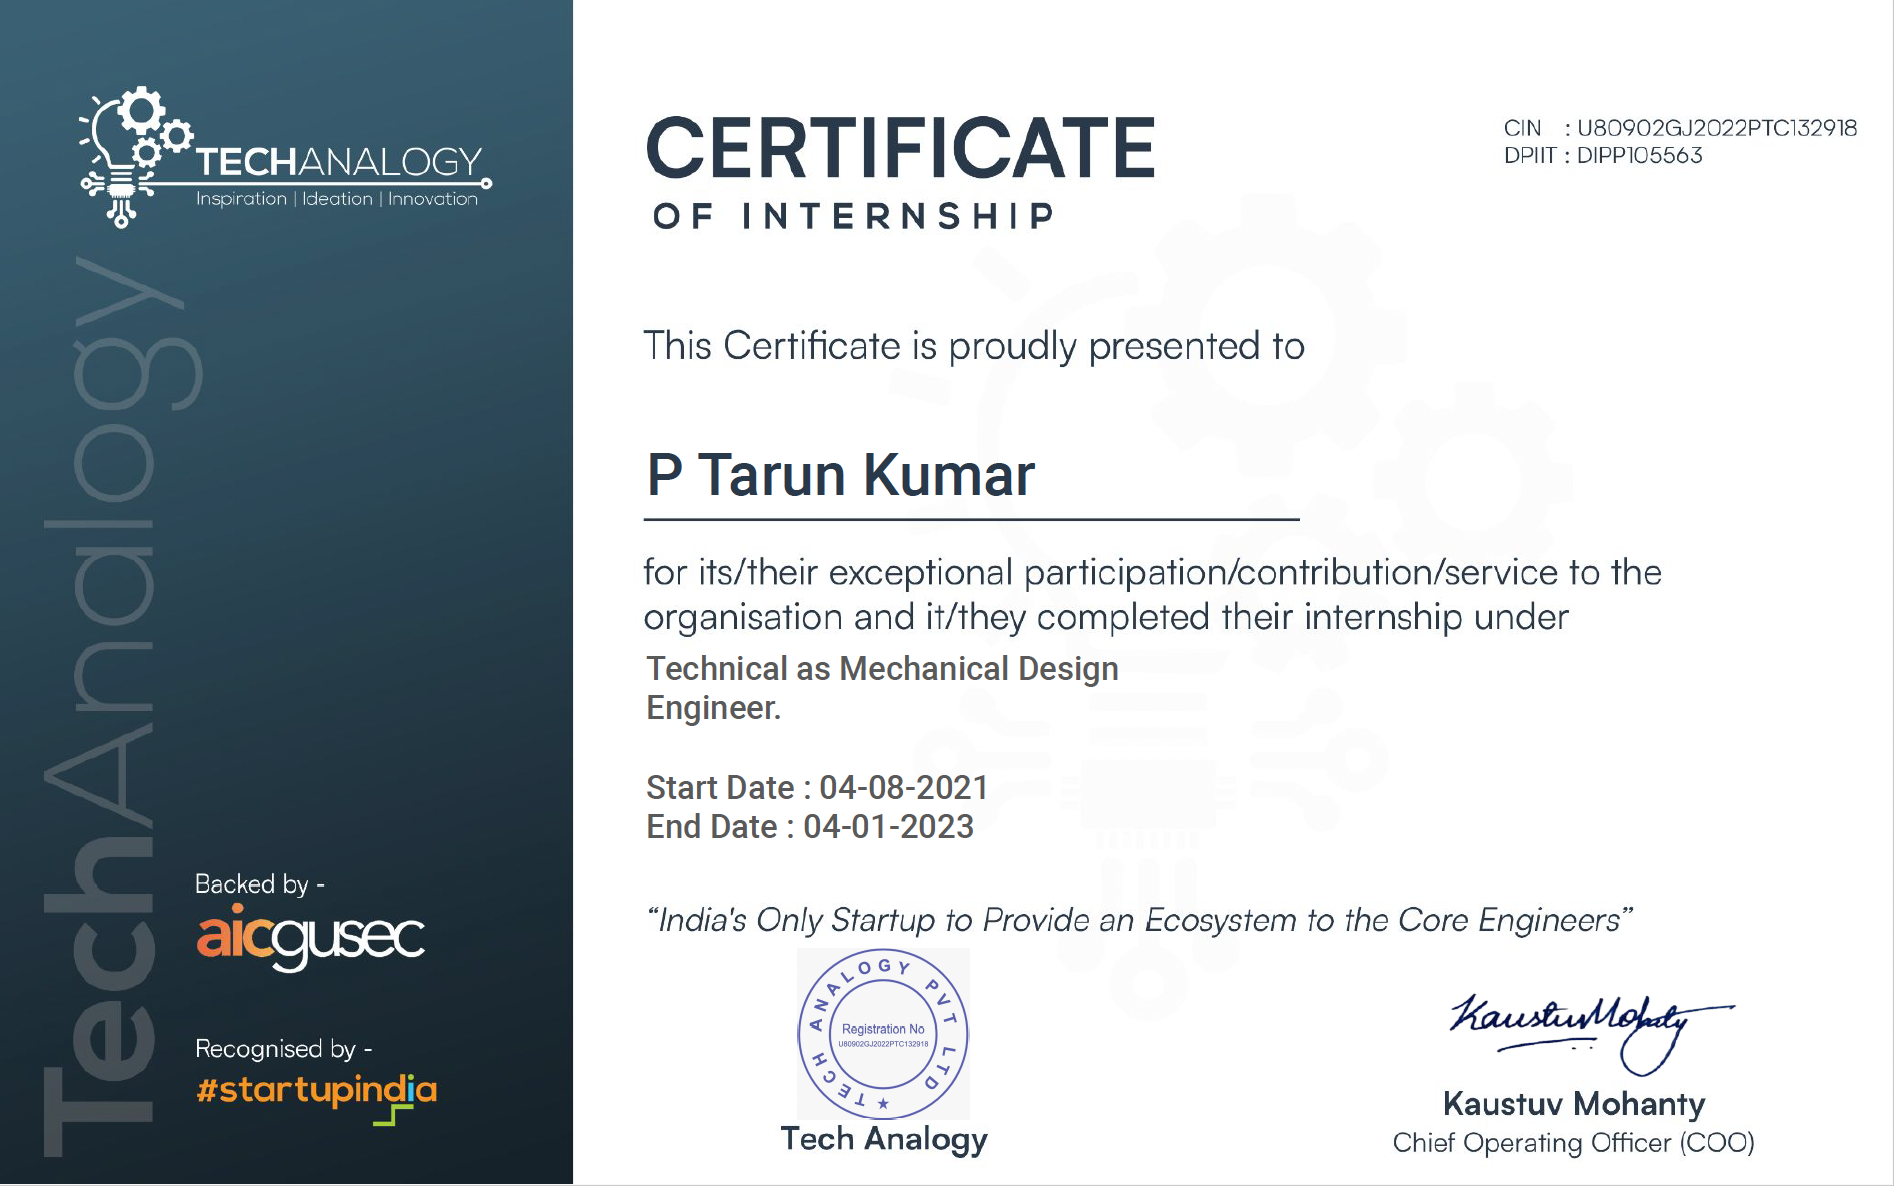 TECHANALOGY
Inspiration | Ideation | Innovation
TechAnalogy
Backed by -
aicgusec
Recognised by -
#startupindia
CERTIFICATE
OF INTERNSHIP
CIN : U80902GJ2022PTC132918
DPIIT : DIPP105563
This Certificate is proudly presented to
P Tarun Kumar
for its/their exceptional participation/contribution/service to the
organisation and it/they completed their internship under
Technical as Mechanical Design
Engineer.
Start Date : 04-08-2021
End Date : 04-01-2023
“India's Only Startup to Provide an Ecosystem to the Core Engineers”
TECH ANALOGY PVT LTD
Registration No
U80902GJ2022PTC132918
Tech Analogy
Kaustuv Mohanty
Kaustuv Mohanty
Chief Operating Officer (COO)